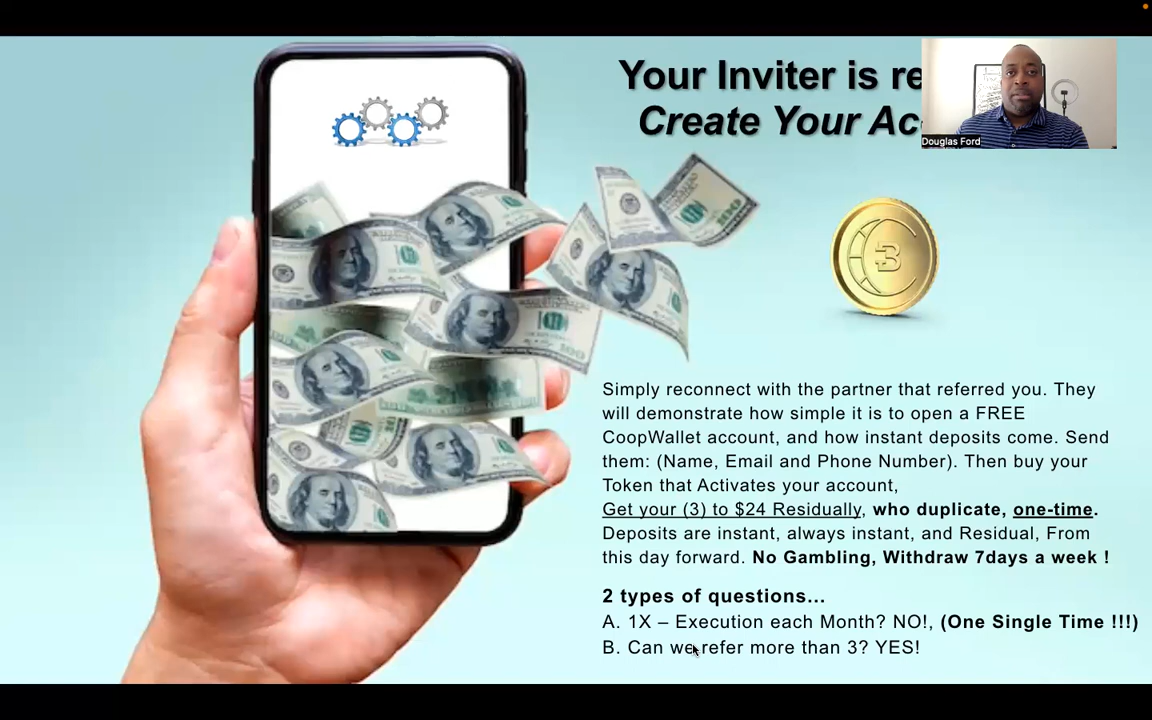 Your Inviter is
Create Your
Douglas Ford
Simply reconnect with the partner that referred you. They
will demonstrate how simple it is to open a FREE
CoopWallet account, and how instant deposits come. Send
them: (Name, Email and Phone Number). Then buy your
Token that Activates your account,
Get your (3) to $24 Residually, who duplicate, one-time.
Deposits are instant, always instant, and Residual, From
this day forward. No Gambling, Withdraw 7days a week !
2 types of questions...
A. 1X – Execution each Month? NO!, (One Single Time !!!)
B. Can we refer more than 3? YES!